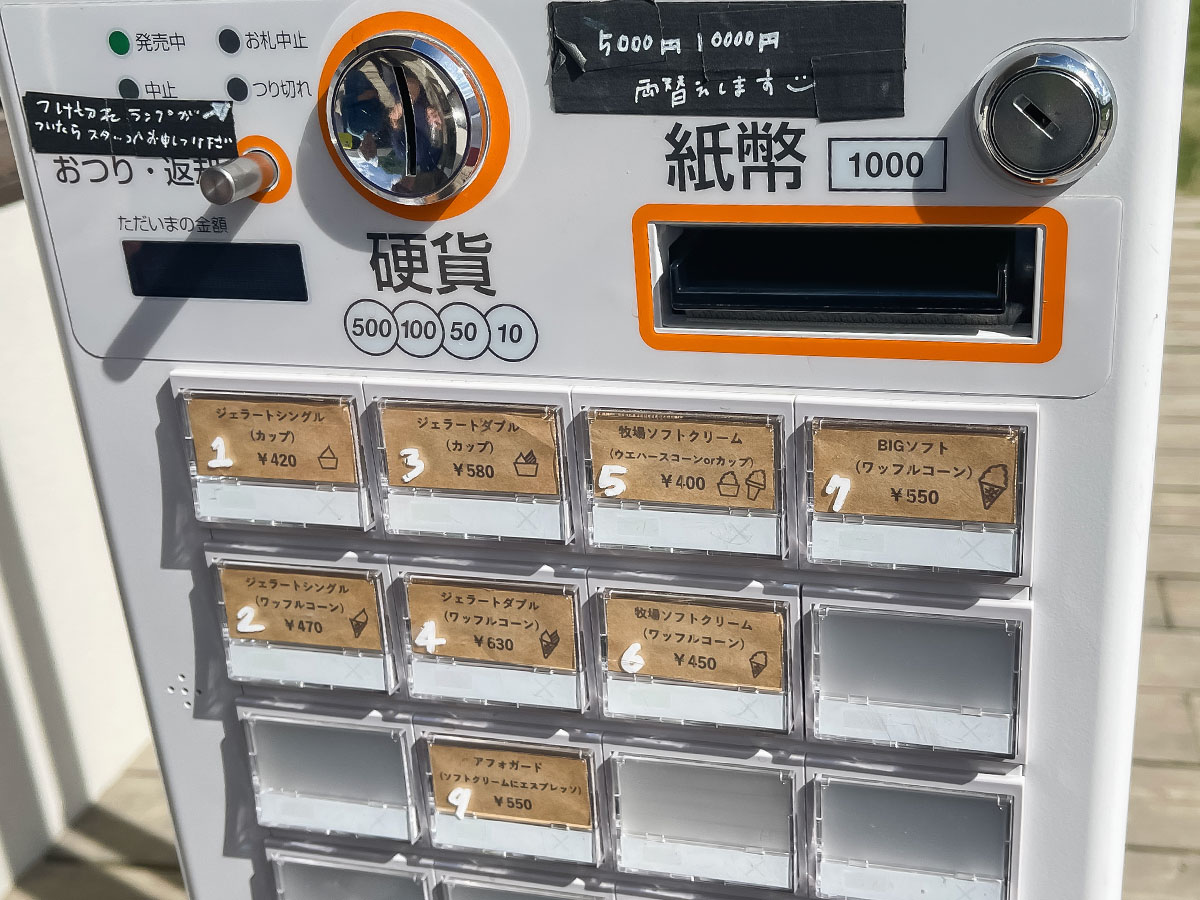 発売中
お札中止
中止
つり切れ
つり切れ ランプが
ついたら スタッフへお申しつけ下さい
おつり・返却
ただいまの金額
硬貨
500 100 50 10
5000円 10000円
両替えします
紙幣 1000
ジェラートシングル
(カップ)
¥420
1
ジェラートダブル
(カップ)
¥580
3
牧場ソフトクリーム
(ウエハースコーンorカップ)
¥400
5
BIGソフト
(ワッフルコーン)
¥550
7
ジェラートシングル
(ワッフルコーン)
¥470
2
ジェラートダブル
(ワッフルコーン)
¥630
4
牧場ソフトクリーム
(ワッフルコーン)
¥450
6
アフォガード
(ソフトクリームにエスプレッソ)
¥550
9